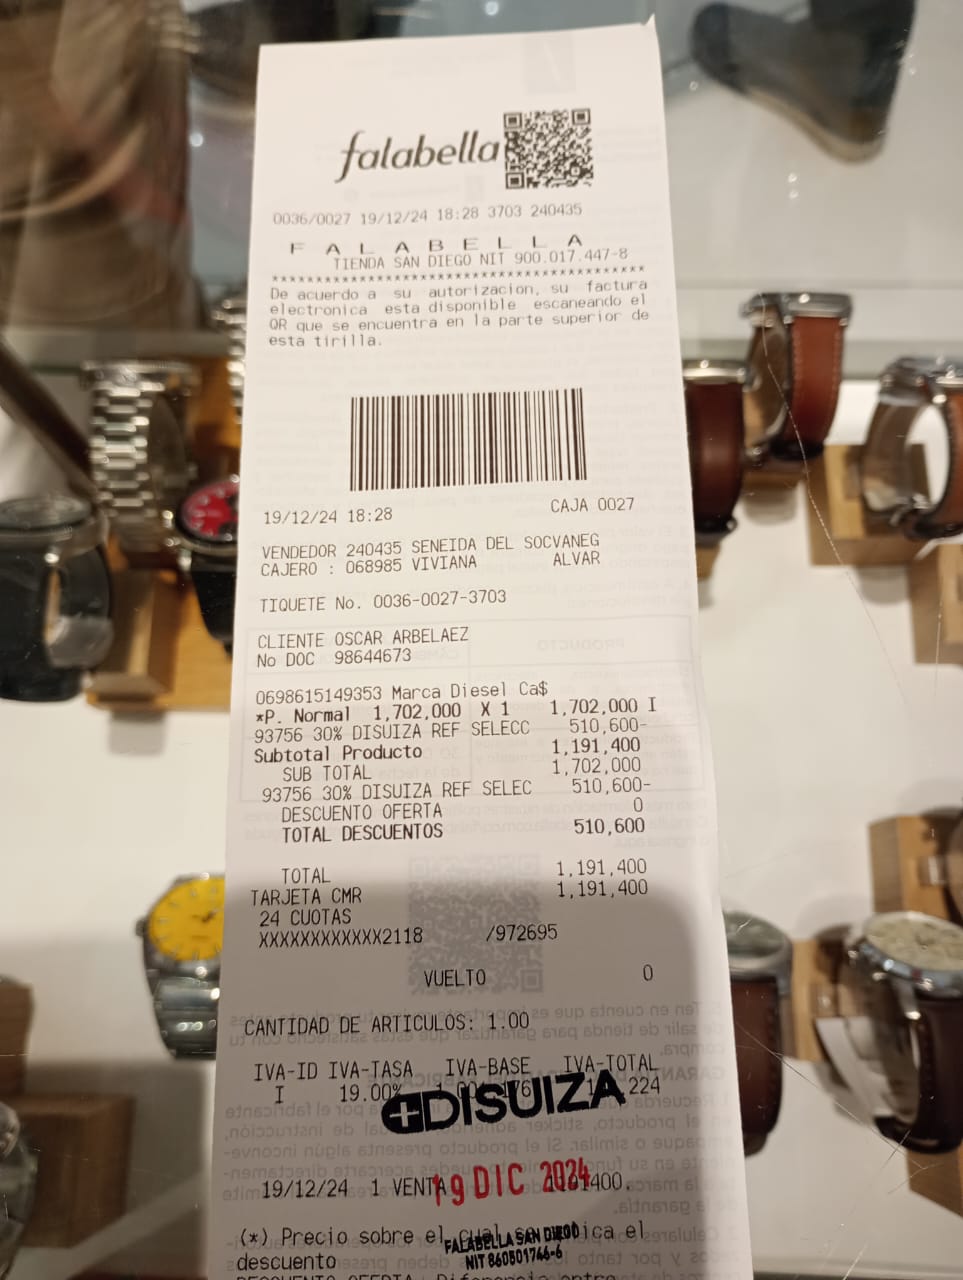 falabella
0036/0027 19/12/24 18:28 3703 240435
F A L A B E L L A
TIENDA SAN DIEGO NIT 900.017.447-8
****************************************
De acuerdo a su autorizacion, su factura
electronica esta disponible escaneando el
QR que se encuentra en la parte superior de
esta tirilla.
19/12/24 18:28 CAJA 0027
VENDEDOR 240435 SENEIDA DEL SOCVANEG
CAJERO : 068985 VIVIANA ALVAR
TIQUETE No. 0036-0027-3703
CLIENTE OSCAR ARBELAEZ
No DOC 98644673
0698615149353 Marca Diesel Ca$
*P. Normal 1,702,000 X 1 1,702,000 I
93756 30% DISUIZA REF SELECC 510,600-
Subtotal Producto 1,191,400
SUB TOTAL 1,702,000
93756 30% DISUIZA REF SELEC 510,600-
DESCUENTO OFERTA 0
TOTAL DESCUENTOS 510,600
TOTAL 1,191,400
TARJETA CMR 1,191,400
24 CUOTAS
XXXXXXXXXXXX2118 /972695
VUELTO 0
CANTIDAD DE ARTICULOS: 1.00
IVA-ID IVA-TASA IVA-BASE IVA-TOTAL
I 19.00%
DISUIZA
19/12/24 1 VENTA
19 DIC 2024
(*) Precio sobre el cual se aplica el
FALABELLA SAN DIEGO
NIT 860501746-6
descuento
DESCUENTO OFERTA: Diferencia entre